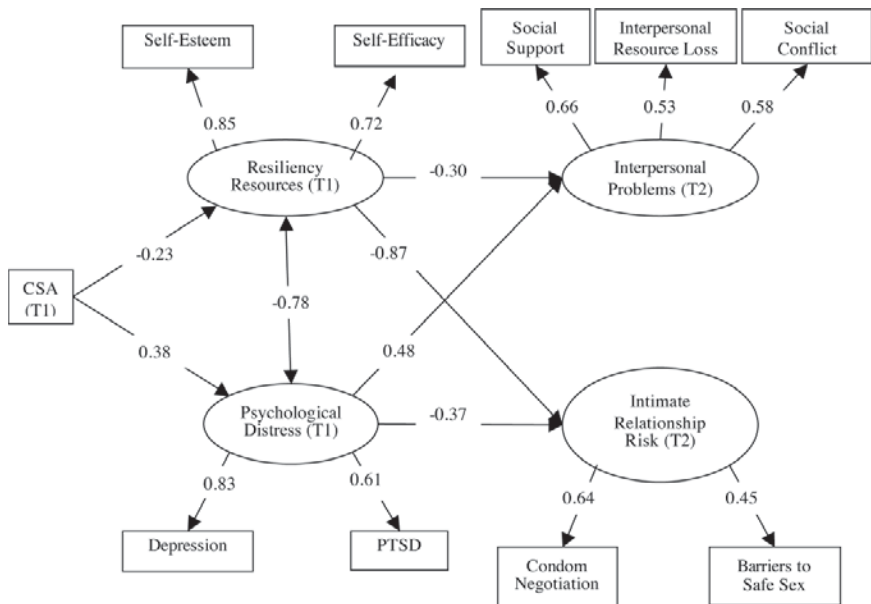 Self-Esteem
Self-Efficacy
Social
Support
Interpersonal
Resource Loss
Social
Conflict
0.85
0.72
0.66
0.53
0.58
Resiliency
Resources (T1)
-0.30
Interpersonal
Problems (T2)
-0.23
-0.87
CSA
(T1)
-0.78
0.38
0.48
Psychological
Distress (T1)
-0.37
Intimate
Relationship
Risk (T2)
0.83
0.61
0.64
0.45
Depression
PTSD
Condom
Negotiation
Barriers to
Safe Sex